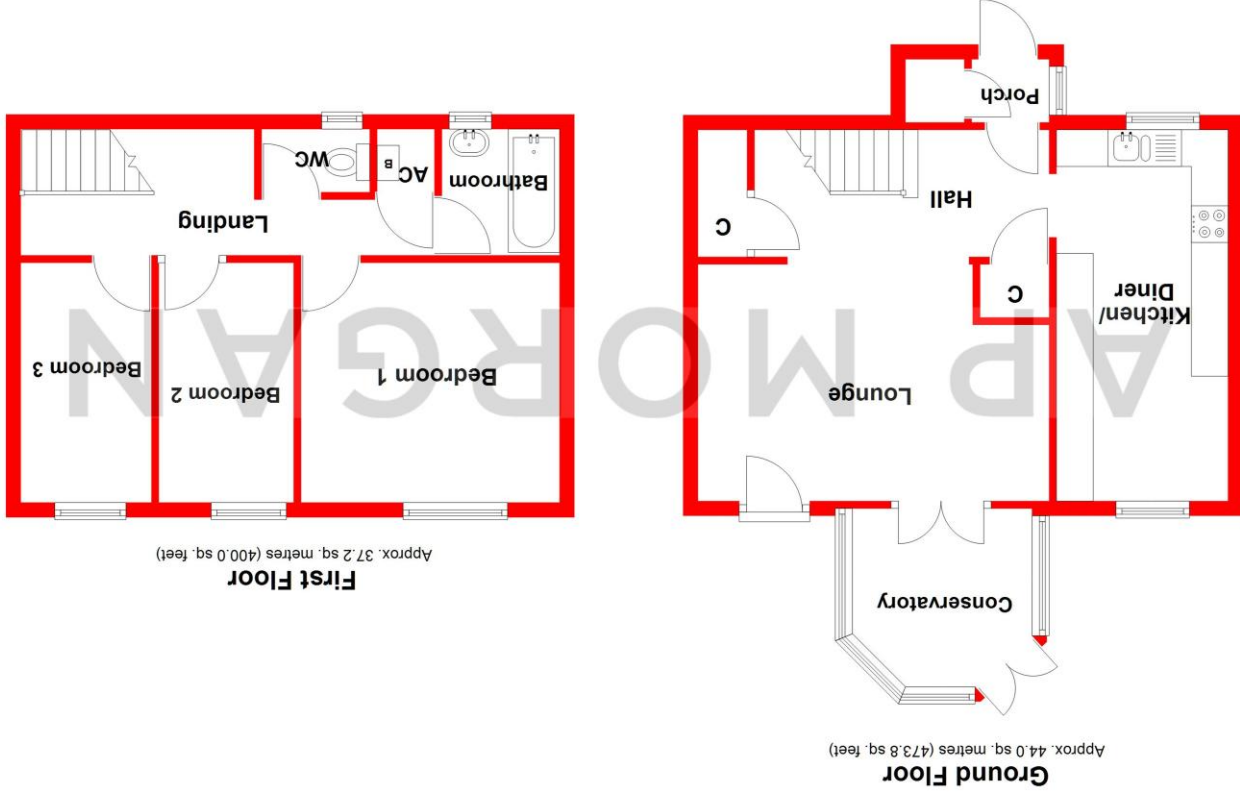 Ground Floor
Approx. 44.0 sq. metres (473.8 sq. feet)
Conservatory
Lounge
Kitchen/
Diner
C
C
Hall
Porch
First Floor
Approx. 37.2 sq. metres (400.0 sq. feet)
Bedroom 1
Bedroom 2
Bedroom 3
Landing
Bathroom
AC
B
WC
AP MORGAN